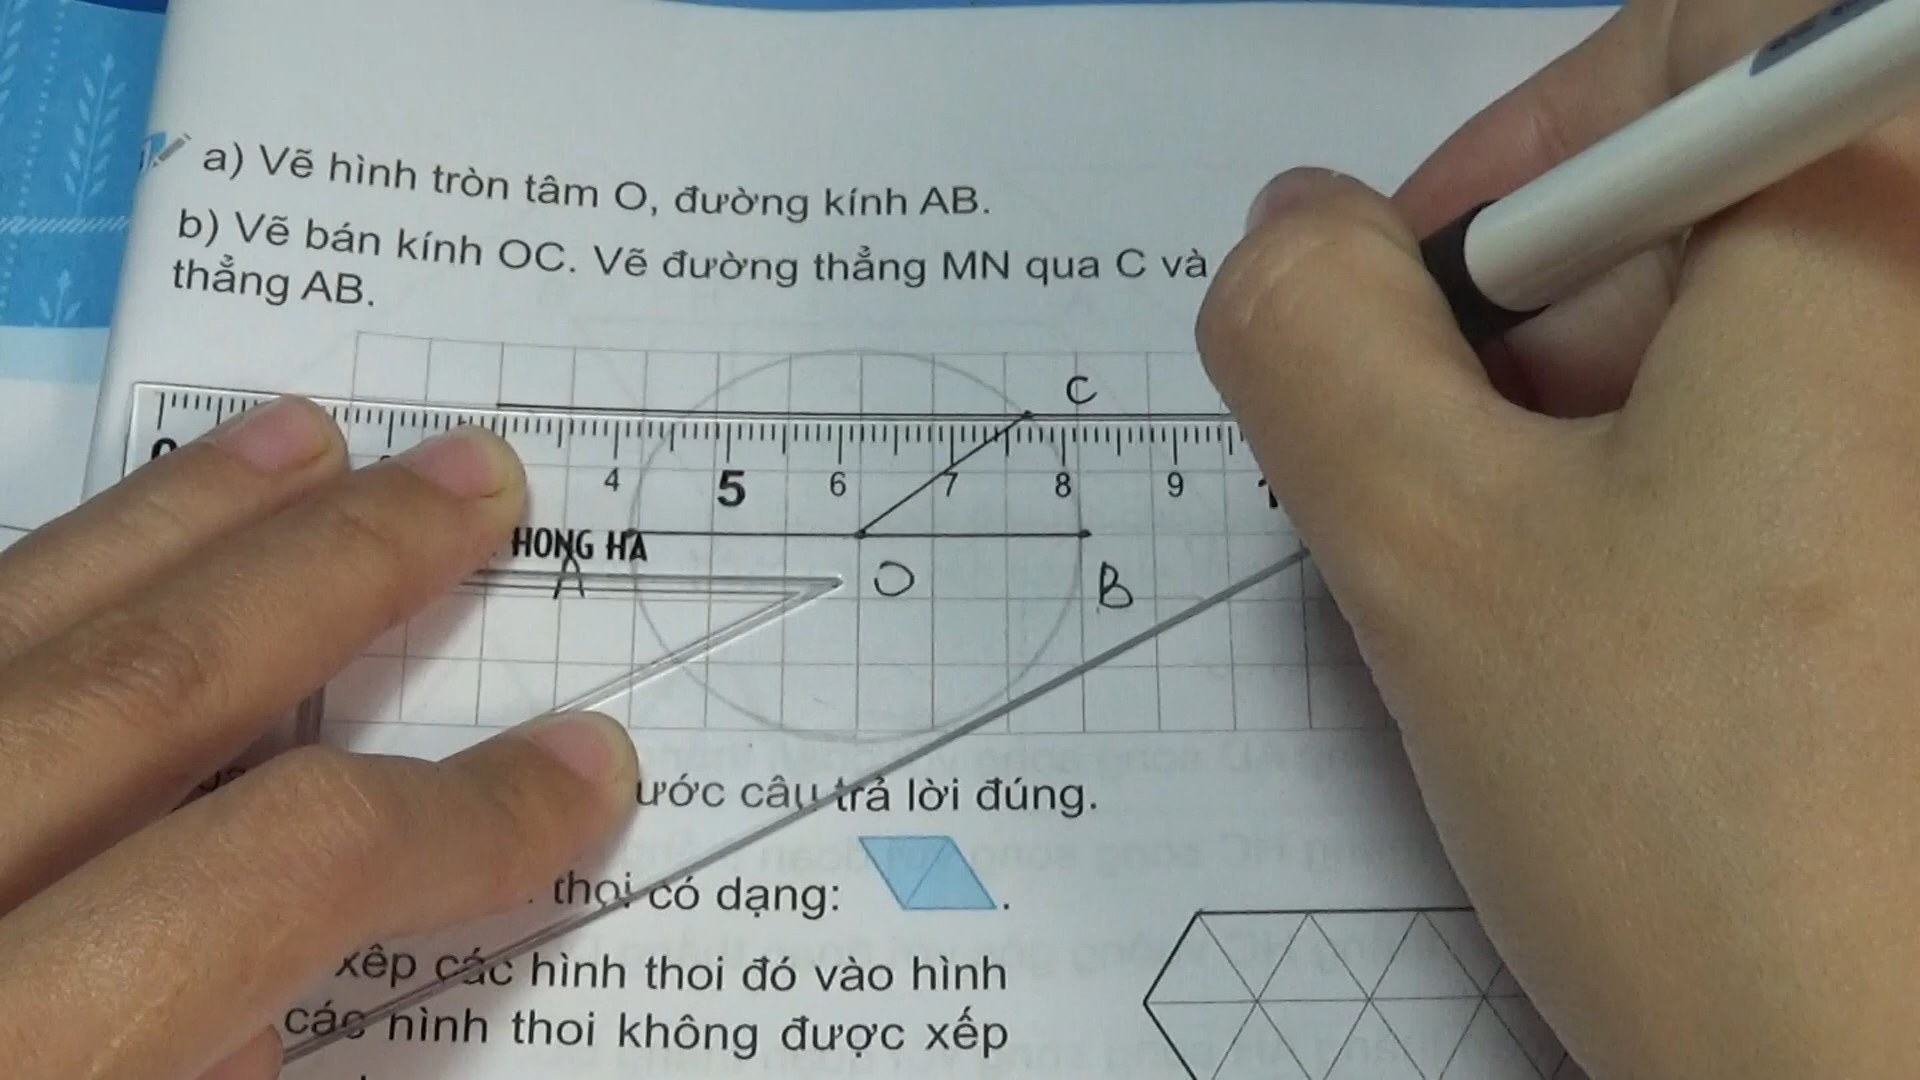 a) Vẽ hình tròn tâm O, đường kính AB.
b) Vẽ bán kính OC. Vẽ đường thẳng MN qua C và
thẳng AB.
C
4 5 6 7 8 9
HONG HA
A O B
ước câu trả lời đúng.
thoi có dạng: .
xếp các hình thoi đó vào hình
các hình thoi không được xếp